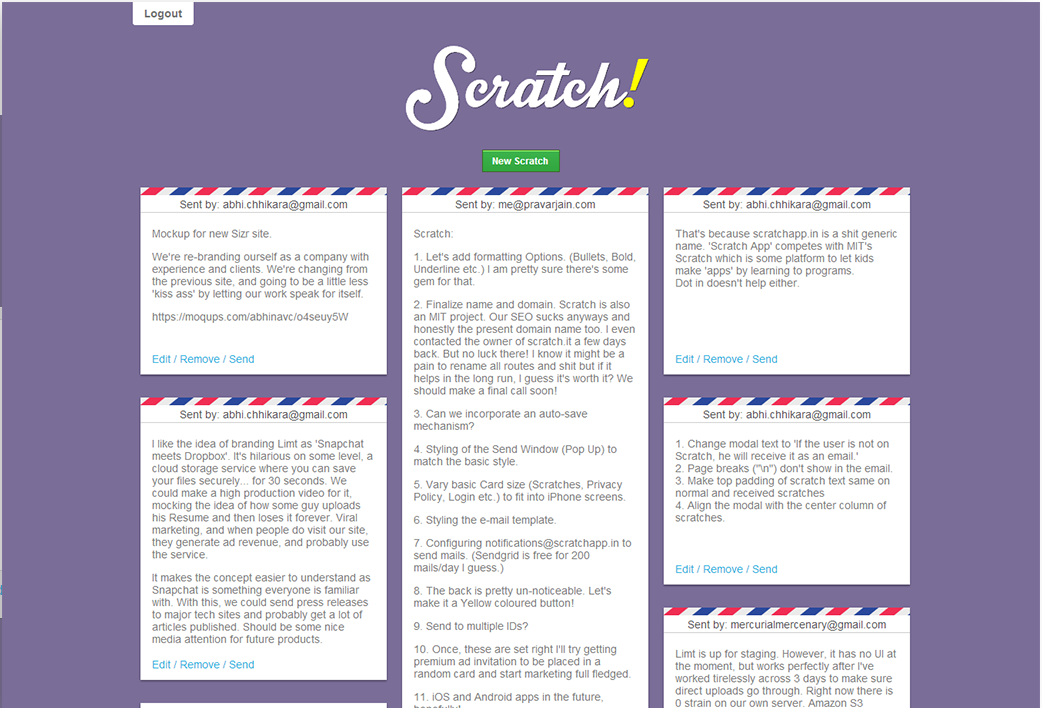 Logout
Scratch!
New Scratch
Sent by: abhi.chhikara@gmail.com
Mockup for new Sizr site.
We're re-branding ourself as a company with
experience and clients. We're changing from
the previous site, and going to be a little less
'kiss ass' by letting our work speak for itself.
https://moqups.com/abhinavc/o4seuy5W
Edit / Remove / Send
Sent by: abhi.chhikara@gmail.com
I like the idea of branding Limt as 'Snapchat
meets Dropbox'. It's hilarious on some level, a
cloud storage service where you can save
your files securely... for 30 seconds. We
could make a high production video for it,
mocking the idea of how some guy uploads
his Resume and then loses it forever. Viral
marketing, and when people do visit our site,
they generate ad revenue, and probably use
the service.
It makes the concept easier to understand as
Snapchat is something everyone is familiar
with. With this, we could send press releases
to major tech sites and probably get a lot of
articles published. Should be some nice
media attention for future products.
Edit / Remove / Send
Sent by: me@pravarjain.com
Scratch:
1. Let's add formatting Options. (Bullets, Bold,
Underline etc.) I am pretty sure there's some
gem for that.
2. Finalize name and domain. Scratch is also
an MIT project. Our SEO sucks anyways and
honestly the present domain name too. I even
contacted the owner of scratch.it a few days
back. But no luck there! I know it might be a
pain to rename all routes and shit but if it
helps in the long run, I guess it's worth it? We
should make a final call soon!
3. Can we incorporate an auto-save
mechanism?
4. Styling of the Send Window (Pop Up) to
match the basic style.
5. Vary basic Card size (Scratches, Privacy
Policy, Login etc.) to fit into iPhone screens.
6. Styling the e-mail template.
7. Configuring notifications@scratchapp.in to
send mails. (Sendgrid is free for 200
mails/day I guess.)
8. The back is pretty un-noticeable. Let's
make it a Yellow coloured button!
9. Send to multiple IDs?
10. Once, these are set right I'll try getting
premium ad invitation to be placed in a
random card and start marketing full fledged.
11. iOS and Android apps in the future,
hopefully!
Sent by: abhi.chhikara@gmail.com
That's because scratchapp.in is a shit generic
name. 'Scratch App' competes with MIT's
Scratch which is some platform to let kids
make 'apps' by learning to programs.
Dot in doesn't help either.
Edit / Remove / Send
Sent by: abhi.chhikara@gmail.com
1. Change modal text to 'If the user is not on
Scratch, he will receive it as an email.'
2. Page breaks ("\n") don't show in the email.
3. Make top padding of scratch text same on
normal and received scratches
4. Align the modal with the center column of
scratches.
Edit / Remove / Send
Sent by: mercurialmercenary@gmail.com
Limt is up for staging. However, it has no UI at
the moment, but works perfectly after I've
worked tirelessly across 3 days to make sure
direct uploads go through. Right now there is
0 strain on our own server. Amazon S3